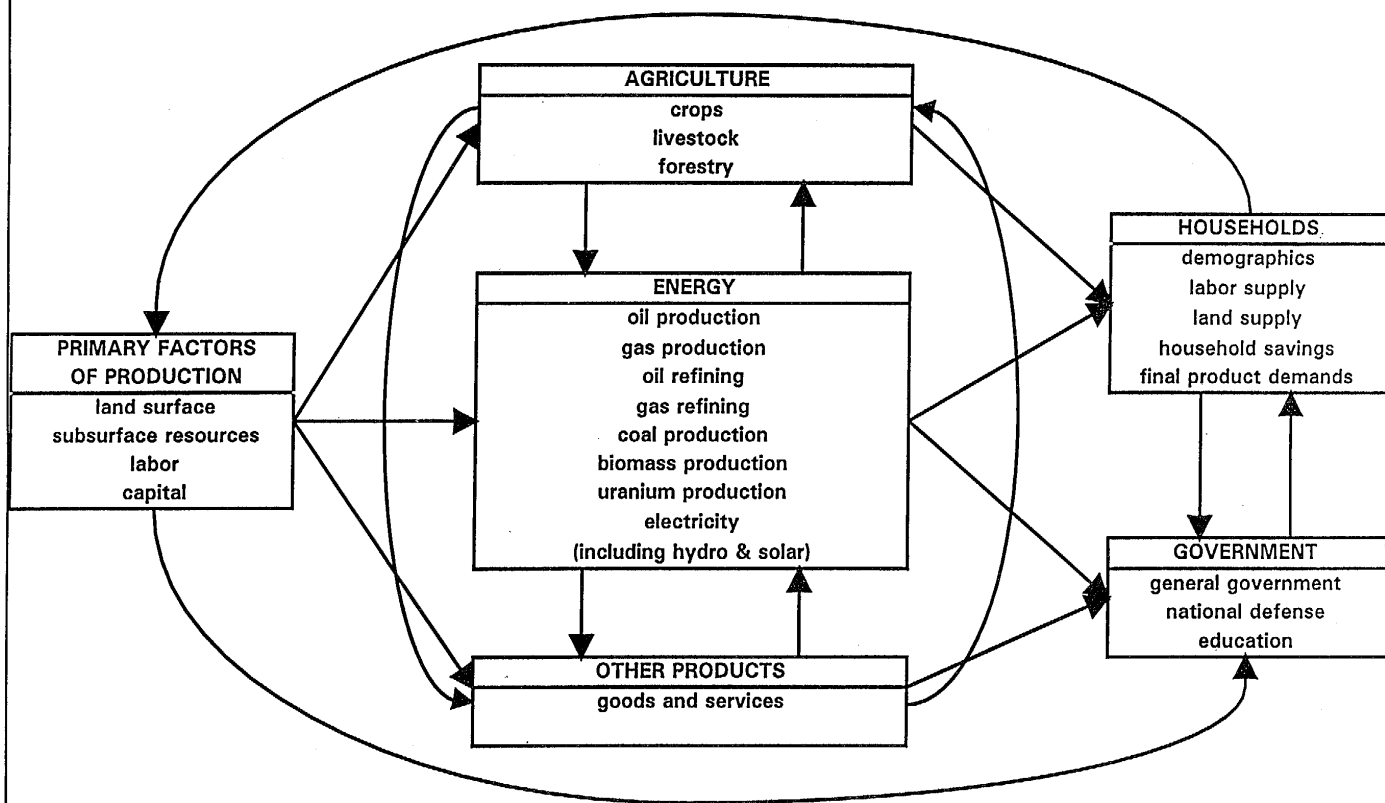 AGRICULTURE
crops
livestock
forestry
HOUSEHOLDS
demographics
labor supply
land supply
household savings
final product demands
ENERGY
oil production
gas production
oil refining
gas refining
coal production
biomass production
uranium production
electricity
(including hydro & solar)
PRIMARY FACTORS
OF PRODUCTION
land surface
subsurface resources
labor
capital
GOVERNMENT
general government
national defense
education
OTHER PRODUCTS
goods and services